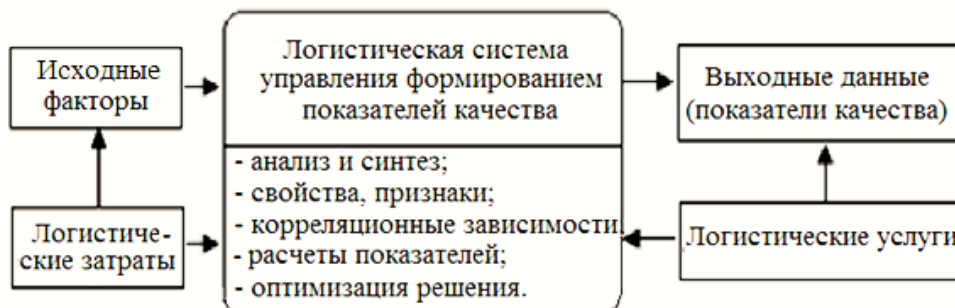 Исходные
факторы
Логистическая система
управления формированием
показателей качества
Выходные данные
(показатели качества)
- анализ и синтез;
- свойства, признаки;
- корреляционные зависимости;
- расчеты показателей;
- оптимизация решения.
Логистиче-
ские затраты
Логистические услуги